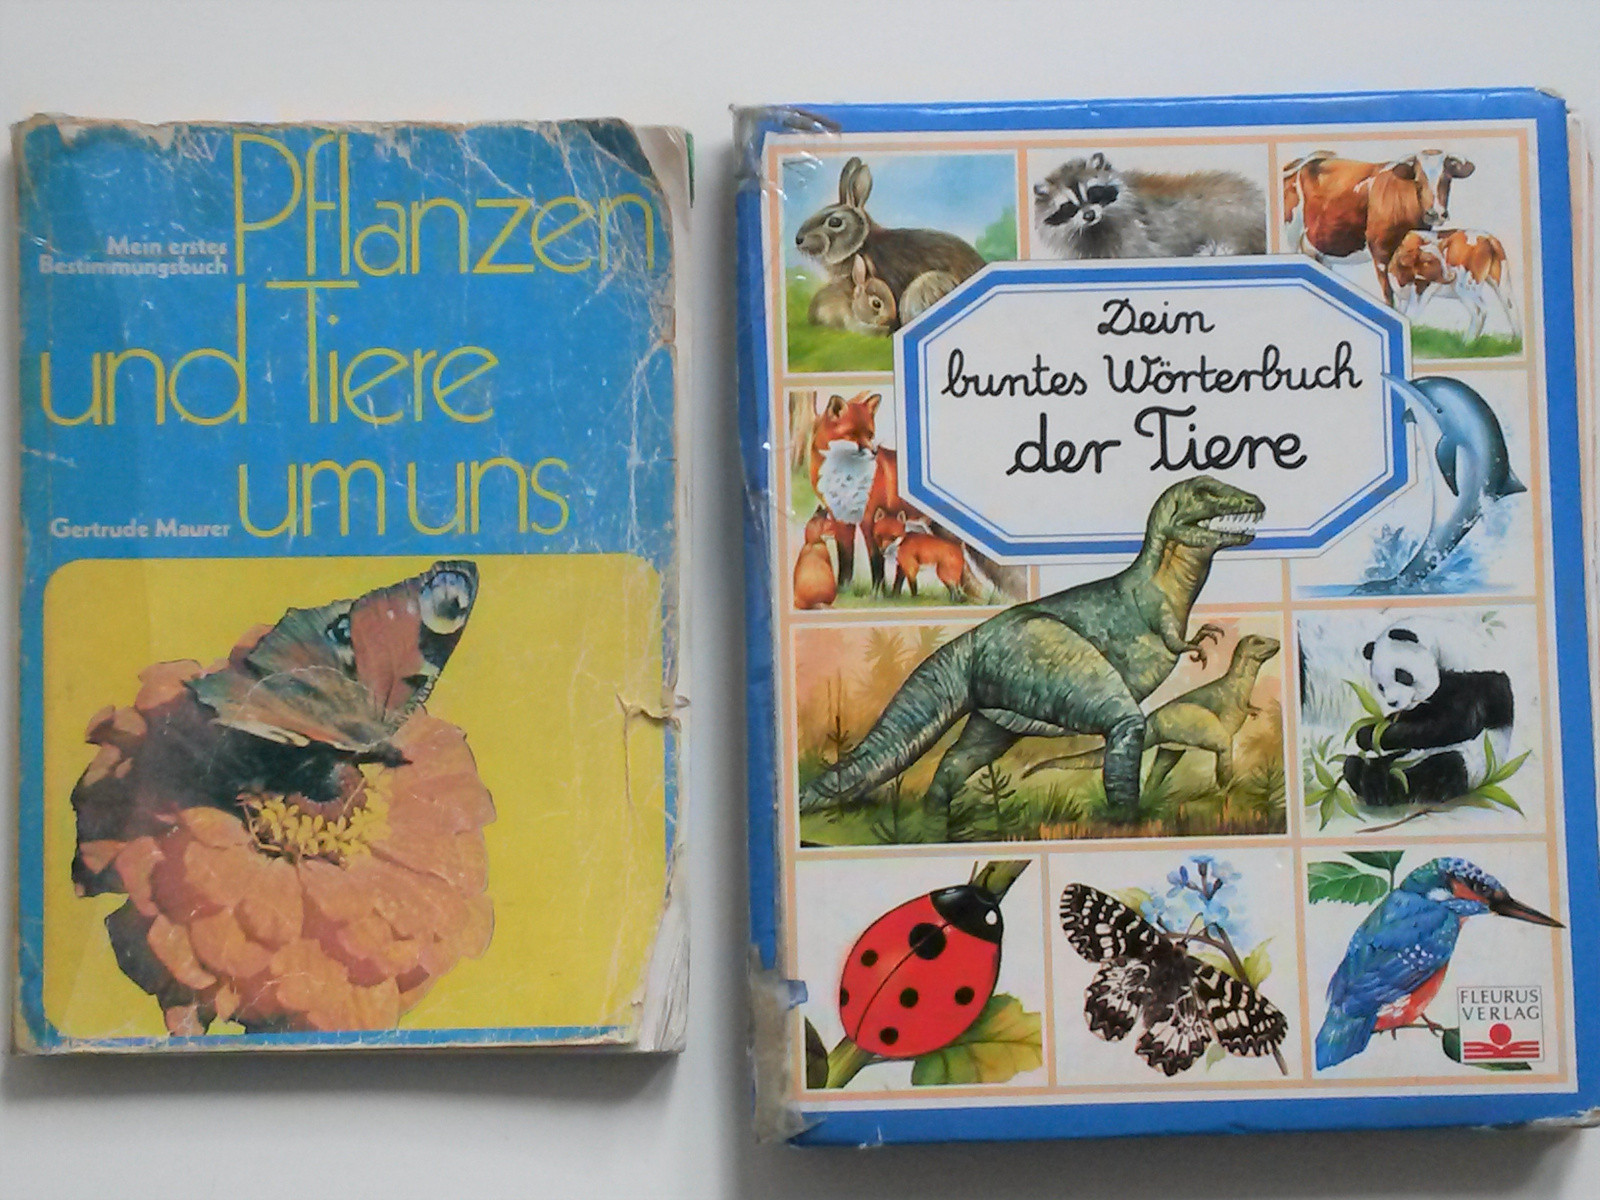 Pflanzen
Mein erstes
Bestimmungsbuch
und Tiere
um uns
Gertrude Maurer
Dein
buntes Wörterbuch
der Tiere
FLEURUS
VERLAG